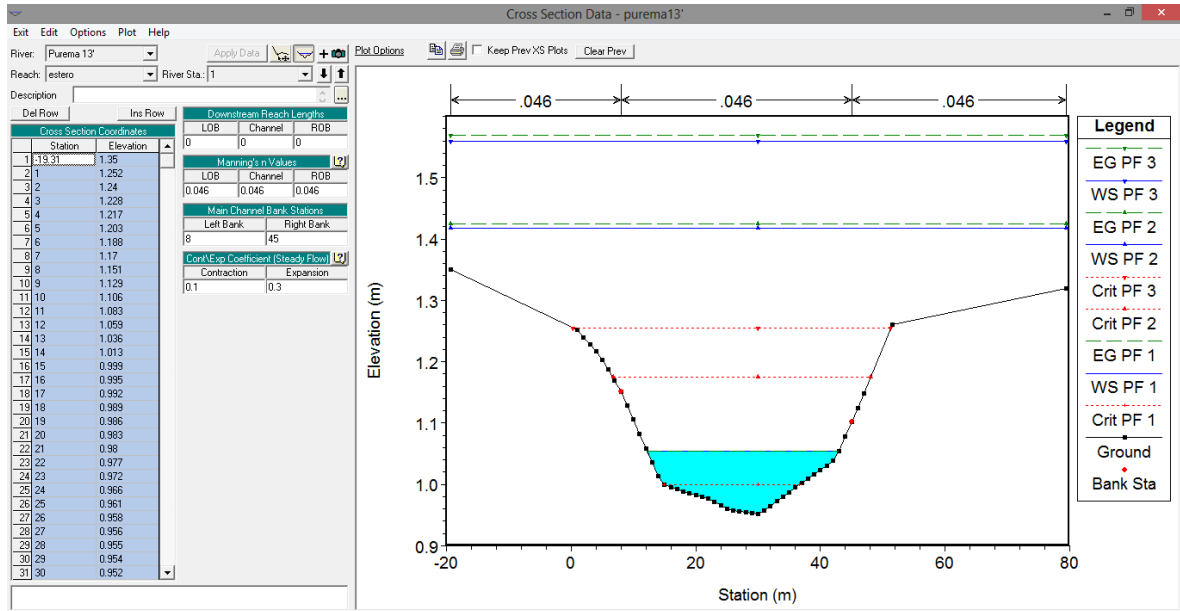 Cross Section Data - purema13'
Exit Edit Options Plot Help
River: Purema 13' Apply Data + Plot Options Keep Prev XS Plots Clear Prev
Reach: estero River Sta.: 1
Description ...
Del Row Ins Row
Cross Section Coordinates
Station Elevation
1 -19.31 1.35
2 1 1.252
3 2 1.24
4 3 1.228
5 4 1.217
6 5 1.203
7 6 1.188
8 7 1.17
9 8 1.151
10 9 1.129
11 10 1.106
12 11 1.083
13 12 1.059
14 13 1.036
15 14 1.013
16 15 0.999
17 16 0.995
18 17 0.992
19 18 0.989
20 19 0.986
21 20 0.983
22 21 0.98
23 22 0.977
24 23 0.972
25 24 0.966
26 25 0.961
27 26 0.958
28 27 0.956
29 28 0.955
30 29 0.954
31 30 0.952
Downstream Reach Lengths
LOB Channel ROB
0 0 0
Manning's n Values ?
LOB Channel ROB
0.046 0.046 0.046
Main Channel Bank Stations
Left Bank Right Bank
8 45
Cont\Exp Coefficient (Steady Flow) ?
Contraction Expansion
0.1 0.3
.046 .046 .046
1.5
1.4
1.3
1.2
1.1
1.0
0.9
Elevation (m)
-20 0 20 40 60 80
Station (m)
Legend
EG PF 3
WS PF 3
EG PF 2
WS PF 2
Crit PF 3
Crit PF 2
EG PF 1
WS PF 1
Crit PF 1
Ground
Bank Sta